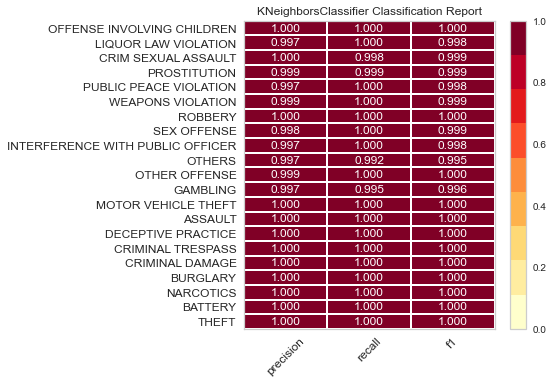 KNeighborsClassifier Classification Report
OFFENSE INVOLVING CHILDREN 1.000 1.000 1.000
LIQUOR LAW VIOLATION 0.997 1.000 0.998
CRIM SEXUAL ASSAULT 1.000 0.998 0.999
PROSTITUTION 0.999 0.999 0.999
PUBLIC PEACE VIOLATION 0.997 1.000 0.998
WEAPONS VIOLATION 0.999 1.000 0.999
ROBBERY 1.000 1.000 1.000
SEX OFFENSE 0.998 1.000 0.999
INTERFERENCE WITH PUBLIC OFFICER 0.997 1.000 0.998
OTHERS 0.997 0.992 0.995
OTHER OFFENSE 0.999 1.000 1.000
GAMBLING 0.997 0.995 0.996
MOTOR VEHICLE THEFT 1.000 1.000 1.000
ASSAULT 1.000 1.000 1.000
DECEPTIVE PRACTICE 1.000 1.000 1.000
CRIMINAL TRESPASS 1.000 1.000 1.000
CRIMINAL DAMAGE 1.000 1.000 1.000
BURGLARY 1.000 1.000 1.000
NARCOTICS 1.000 1.000 1.000
BATTERY 1.000 1.000 1.000
THEFT 1.000 1.000 1.000
precision recall f1
1.0
0.8
0.6
0.4
0.2
0.0